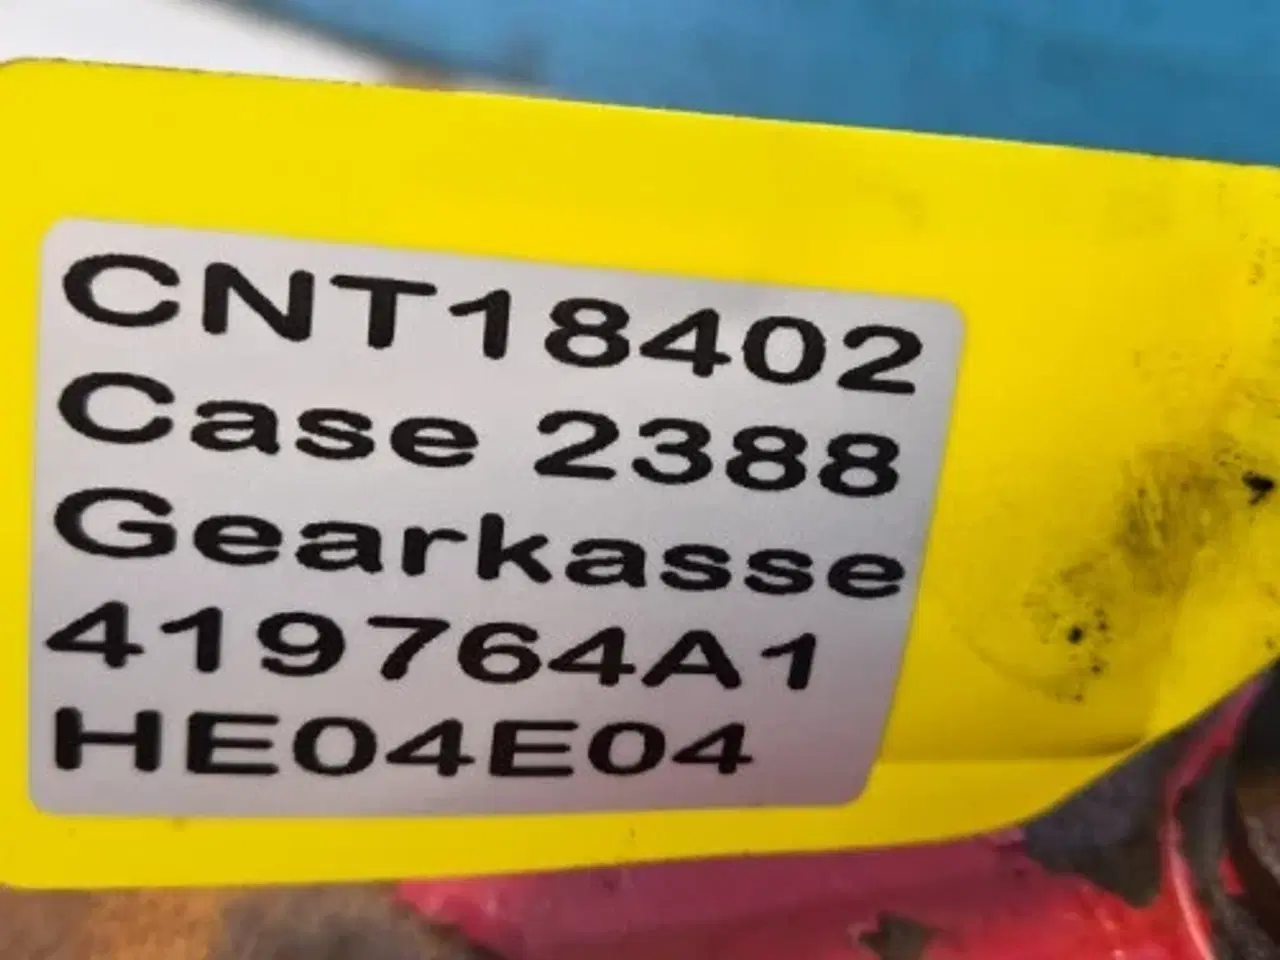 CNT18402
Case 2388
Gearkasse
419764A1
HE04E04